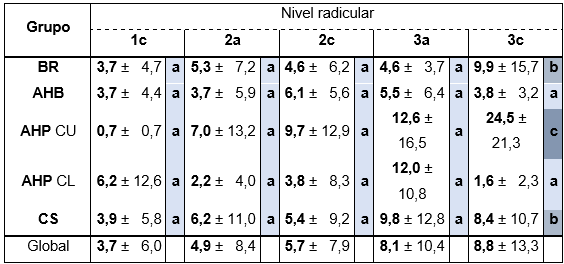 Grupo Nivel radicular
1c 2a 2c 3a 3c
BR 3,7 ± 4,7 a 5,3 ± 7,2 a 4,6 ± 6,2 a 4,6 ± 3,7 a 9,9 ± 15,7 b
AHB 3,7 ± 4,4 a 3,7 ± 5,9 a 6,1 ± 5,6 a 5,5 ± 6,4 a 3,8 ± 3,2 a
AHP CU 0,7 ± 0,7 a 7,0 ± 13,2 a 9,7 ± 12,9 a 12,6 ± 16,5 a 24,5 ± 21,3 c
AHP CL 6,2 ± 12,6 a 2,2 ± 4,0 a 3,8 ± 8,3 a 12,0 ± 10,8 a 1,6 ± 2,3 a
CS 3,9 ± 5,8 a 6,2 ± 11,0 a 5,4 ± 9,2 a 9,8 ± 12,8 a 8,4 ± 10,7 b
Global 3,7 ± 6,0 4,9 ± 8,4 5,7 ± 7,9 8,1 ± 10,4 8,8 ± 13,3